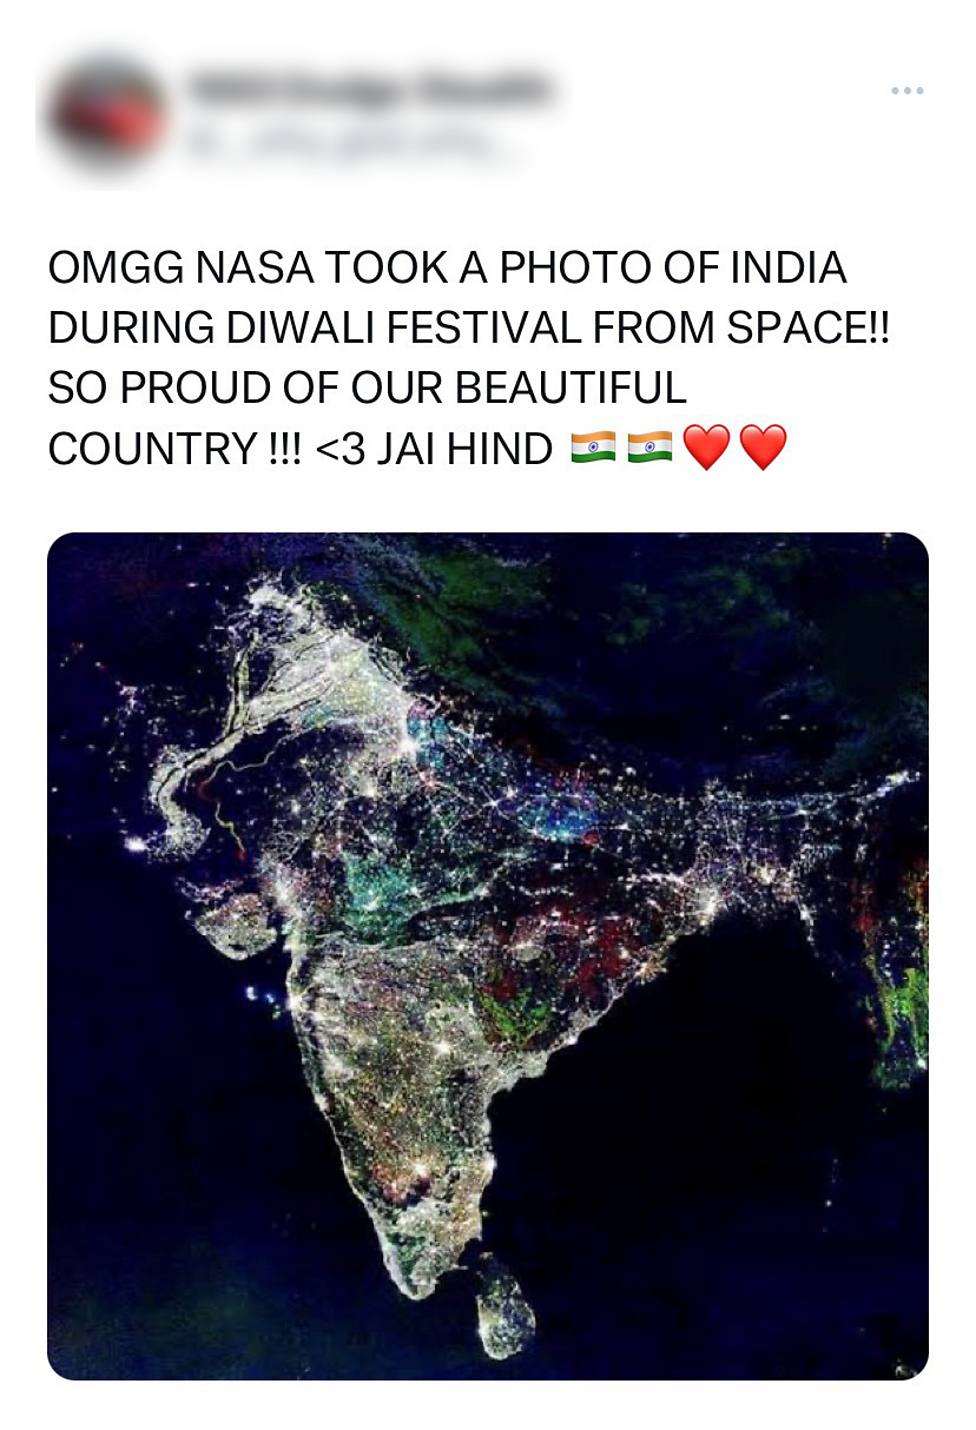 OMGG NASA TOOK A PHOTO OF INDIA
DURING DIWALI FESTIVAL FROM SPACE!!
SO PROUD OF OUR BEAUTIFUL
COUNTRY !!! <3 JAI HIND 🇮🇳🇮🇳❤️❤️